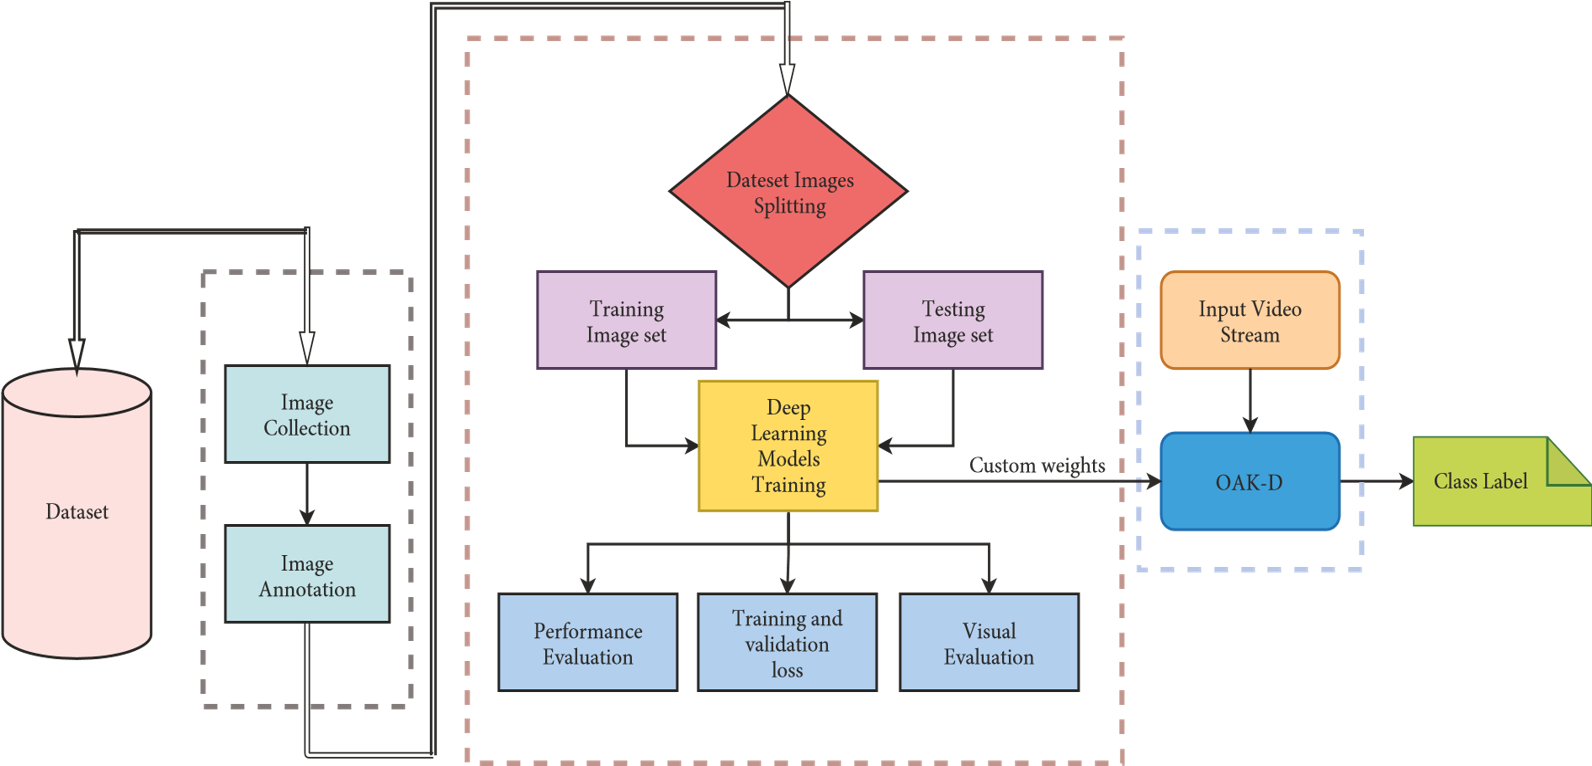 Dataset
Image
Collection
Image
Annotation
Dateset Images
Splitting
Training
Image set
Testing
Image set
Deep
Learning
Models
Training
Custom weights
Performance
Evaluation
Training and
validation
loss
Visual
Evaluation
Input Video
Stream
OAK-D
Class Label